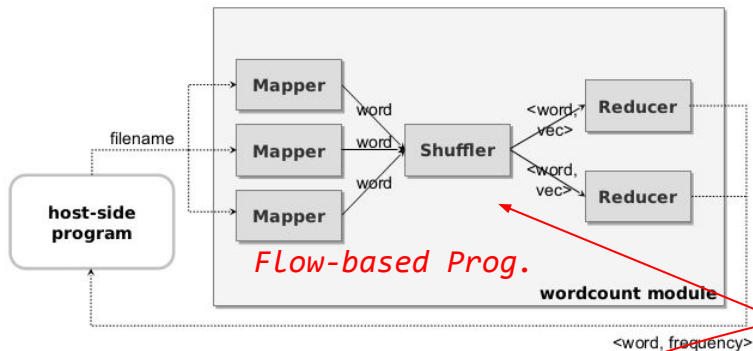 Mapper
word
<word,
vec>
Reducer
filename
Mapper
word
Shuffler
word
<word,
vec>
Mapper
Reducer
host-side
program
Flow-based Prog.
wordcount module
<word, frequency>